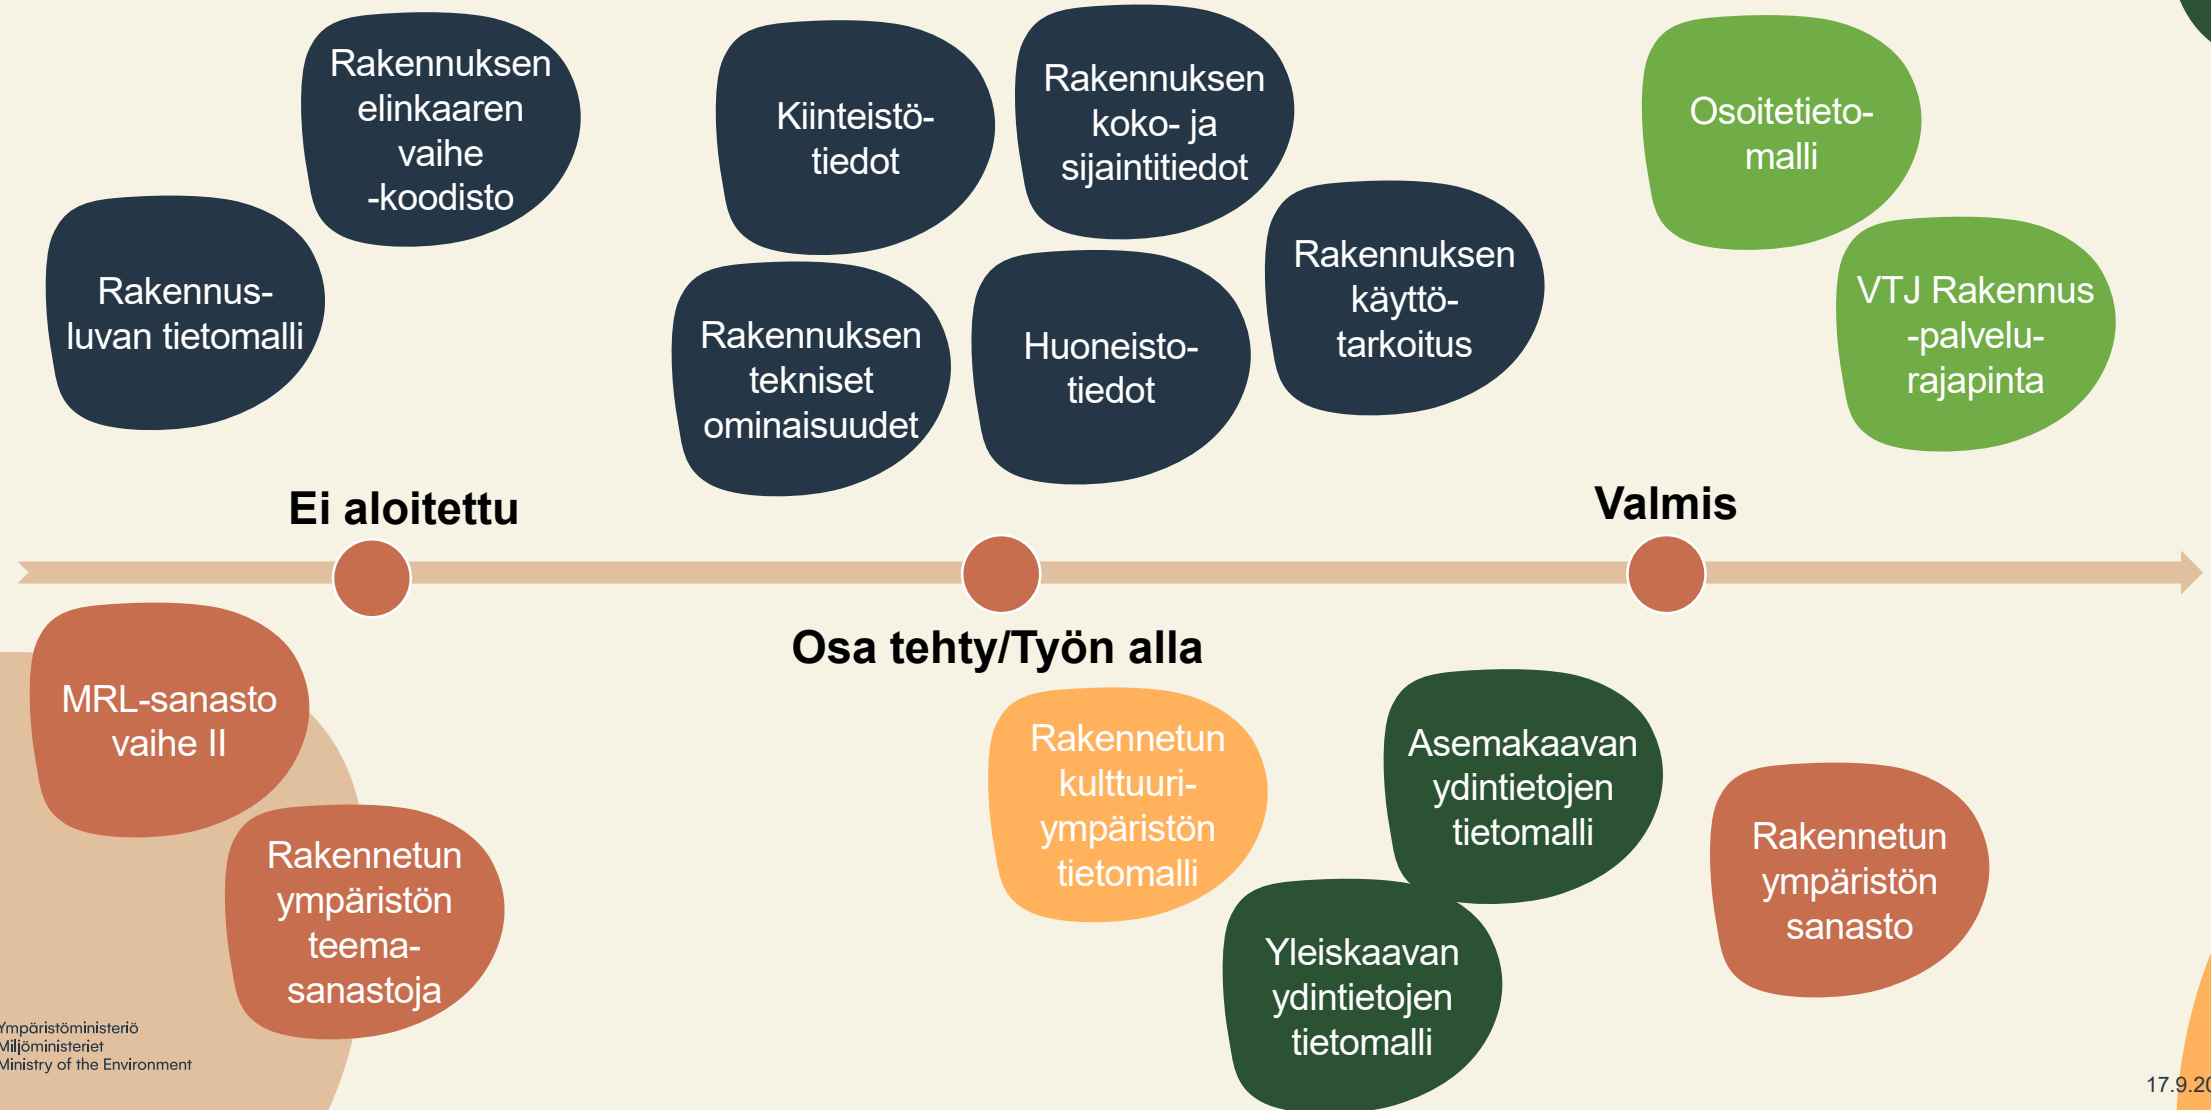 Rakennuksen
elinkaaren
vaihe
-koodisto
Rakennus-
luvan tietomalli
Kiinteistö-
tiedot
Rakennuksen
koko- ja
sijaintitiedot
Rakennuksen
tekniset
ominaisuudet
Huoneisto-
tiedot
Rakennuksen
käyttö-
tarkoitus
Osoitetieto-
malli
VTJ Rakennus
-palvelu-
rajapinta
Ei aloitettu
Osa tehty/Työn alla
Valmis
MRL-sanasto
vaihe II
Rakennetun
ympäristön
teema-
sanastoja
Rakennetun
kulttuuri-
ympäristön
tietomalli
Asemakaavan
ydintietojen
tietomalli
Yleiskaavan
ydintietojen
tietomalli
Rakennetun
ympäristön
sanasto
Ympäristöministeriö
Miljöministeriet
Ministry of the Environment
17.9.20